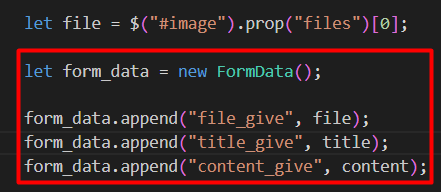 let file = $("#image").prop("files")[0];
let form_data = new FormData();
form_data.append("file_give", file);
form_data.append("title_give", title);
form_data.append("content_give", content);